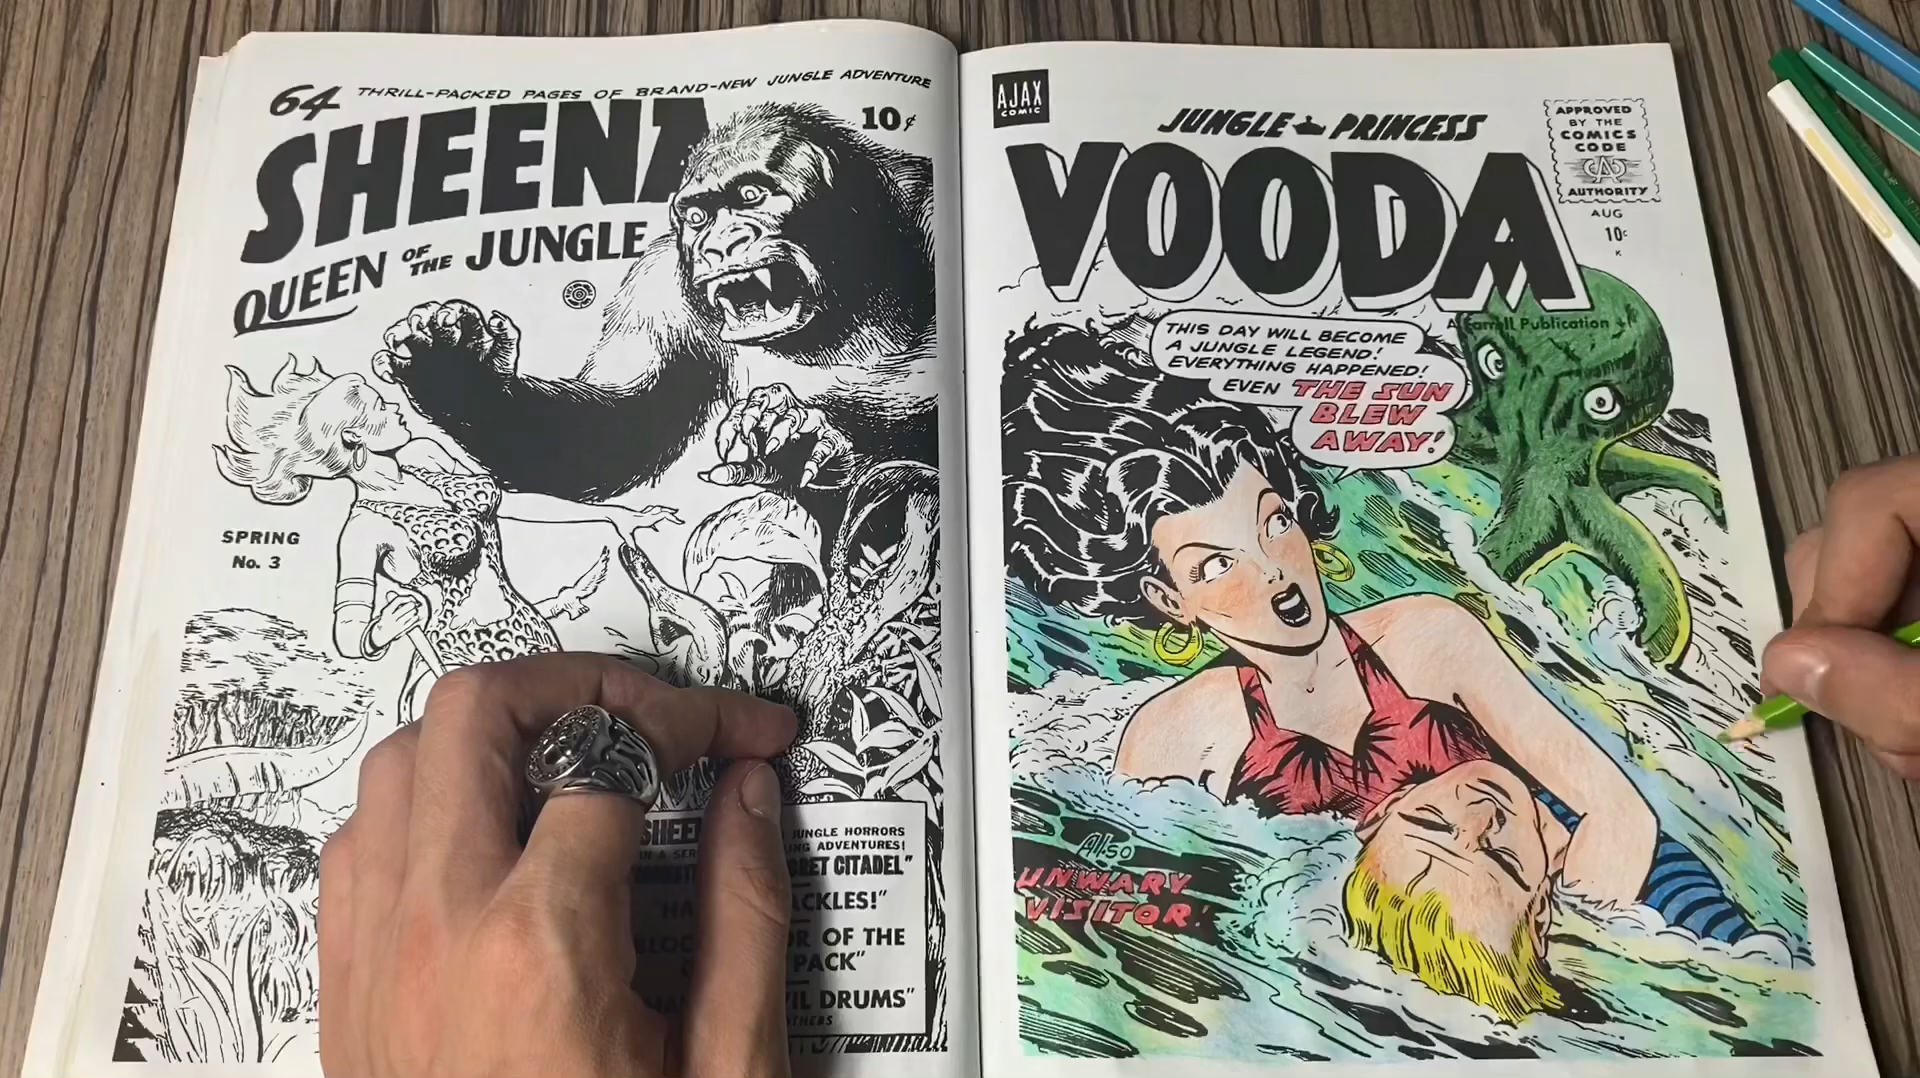 64 THRILL-PACKED PAGES OF BRAND-NEW JUNGLE ADVENTURE
SHEENA
10¢
QUEEN OF THE JUNGLE
SPRING
No. 3
JUNGLE HORRORS
ADVENTURES!
CITADEL"
OF THE
PACK"
DRUMS"
AJAX
COMIC
JUNGLE PRINCESS
VOODA
APPROVED
BY THE
COMICS
CODE
CA
AUTHORITY
AUG
10¢
K
A Farrell Publication
THIS DAY WILL BECOME
A JUNGLE LEGEND!
EVERYTHING HAPPENED!
EVEN THE SUN
BLEW
AWAY!
Also
UNWARY
VISITOR!